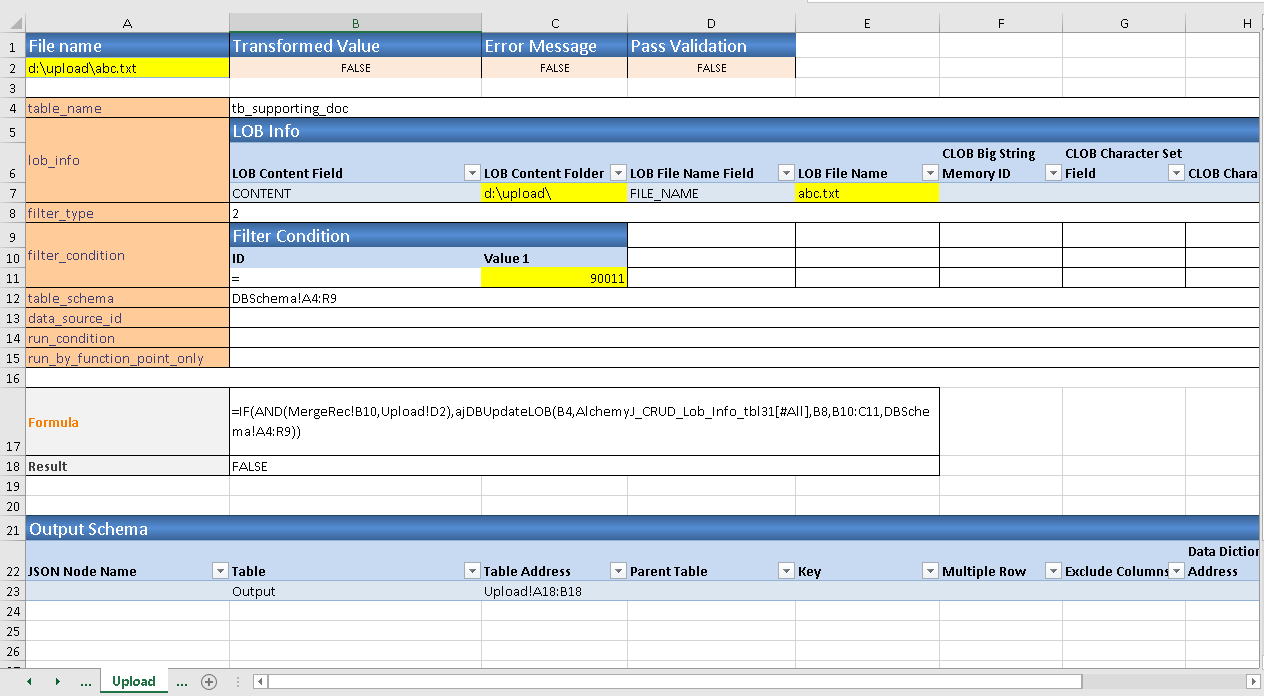 A B C D E F G H
1 File name Transformed Value Error Message Pass Validation
2 d:\upload\abc.txt FALSE FALSE FALSE
3
4 table_name tb_supporting_doc
5 LOB Info
lob_info
CLOB Big String CLOB Character Set
6 LOB Content Field LOB Content Folder LOB File Name Field LOB File Name Memory ID Field CLOB Chara
7 CONTENT d:\upload\ FILE_NAME abc.txt
8 filter_type 2
9 Filter Condition
filter_condition
10 ID Value 1
11 = 90011
12 table_schema DBSchema!A4:R9
13 data_source_id
14 run_condition
15 run_by_function_point_only
16
=IF(AND(MergeRec!B10,Upload!D2),ajDBUpdateLOB(B4,AlchemyJ_CRUD_Lob_Info_tbl31[#All],B8,B10:C11,DBSche
Formula
ma!A4:R9))
17
18 Result FALSE
19
20
21 Output Schema
Data Diction
22 JSON Node Name Table Table Address Parent Table Key Multiple Row Exclude Columns Address
23 Output Upload!A18:B18
24
25
26
... Upload ...